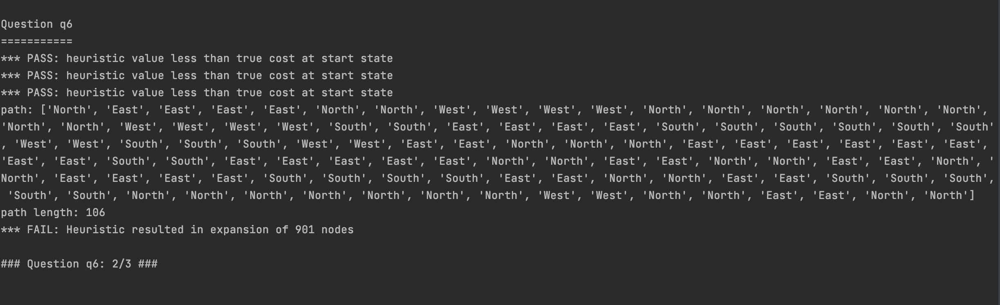 Question q6
===========
*** PASS: heuristic value less than true cost at start state
*** PASS: heuristic value less than true cost at start state
*** PASS: heuristic value less than true cost at start state
path: ['North', 'East', 'East', 'East', 'East', 'North', 'North', 'West', 'West', 'West', 'West', 'North', 'North', 'North', 'North', 'North', 'North',
'North', 'North', 'West', 'West', 'West', 'West', 'South', 'South', 'East', 'East', 'East', 'East', 'South', 'South', 'South', 'South', 'South', 'South'
, 'West', 'West', 'South', 'South', 'South', 'West', 'West', 'East', 'East', 'North', 'North', 'North', 'East', 'East', 'East', 'East', 'East', 'East',
'East', 'East', 'South', 'South', 'East', 'East', 'East', 'East', 'East', 'North', 'North', 'East', 'East', 'North', 'North', 'East', 'East', 'North', '
North', 'East', 'East', 'East', 'East', 'South', 'South', 'South', 'South', 'East', 'East', 'North', 'North', 'East', 'East', 'South', 'South', 'South',
 'South', 'South', 'North', 'North', 'North', 'North', 'North', 'North', 'North', 'West', 'West', 'North', 'North', 'East', 'East', 'North', 'North']
path length: 106
*** FAIL: Heuristic resulted in expansion of 901 nodes
### Question q6: 2/3 ###